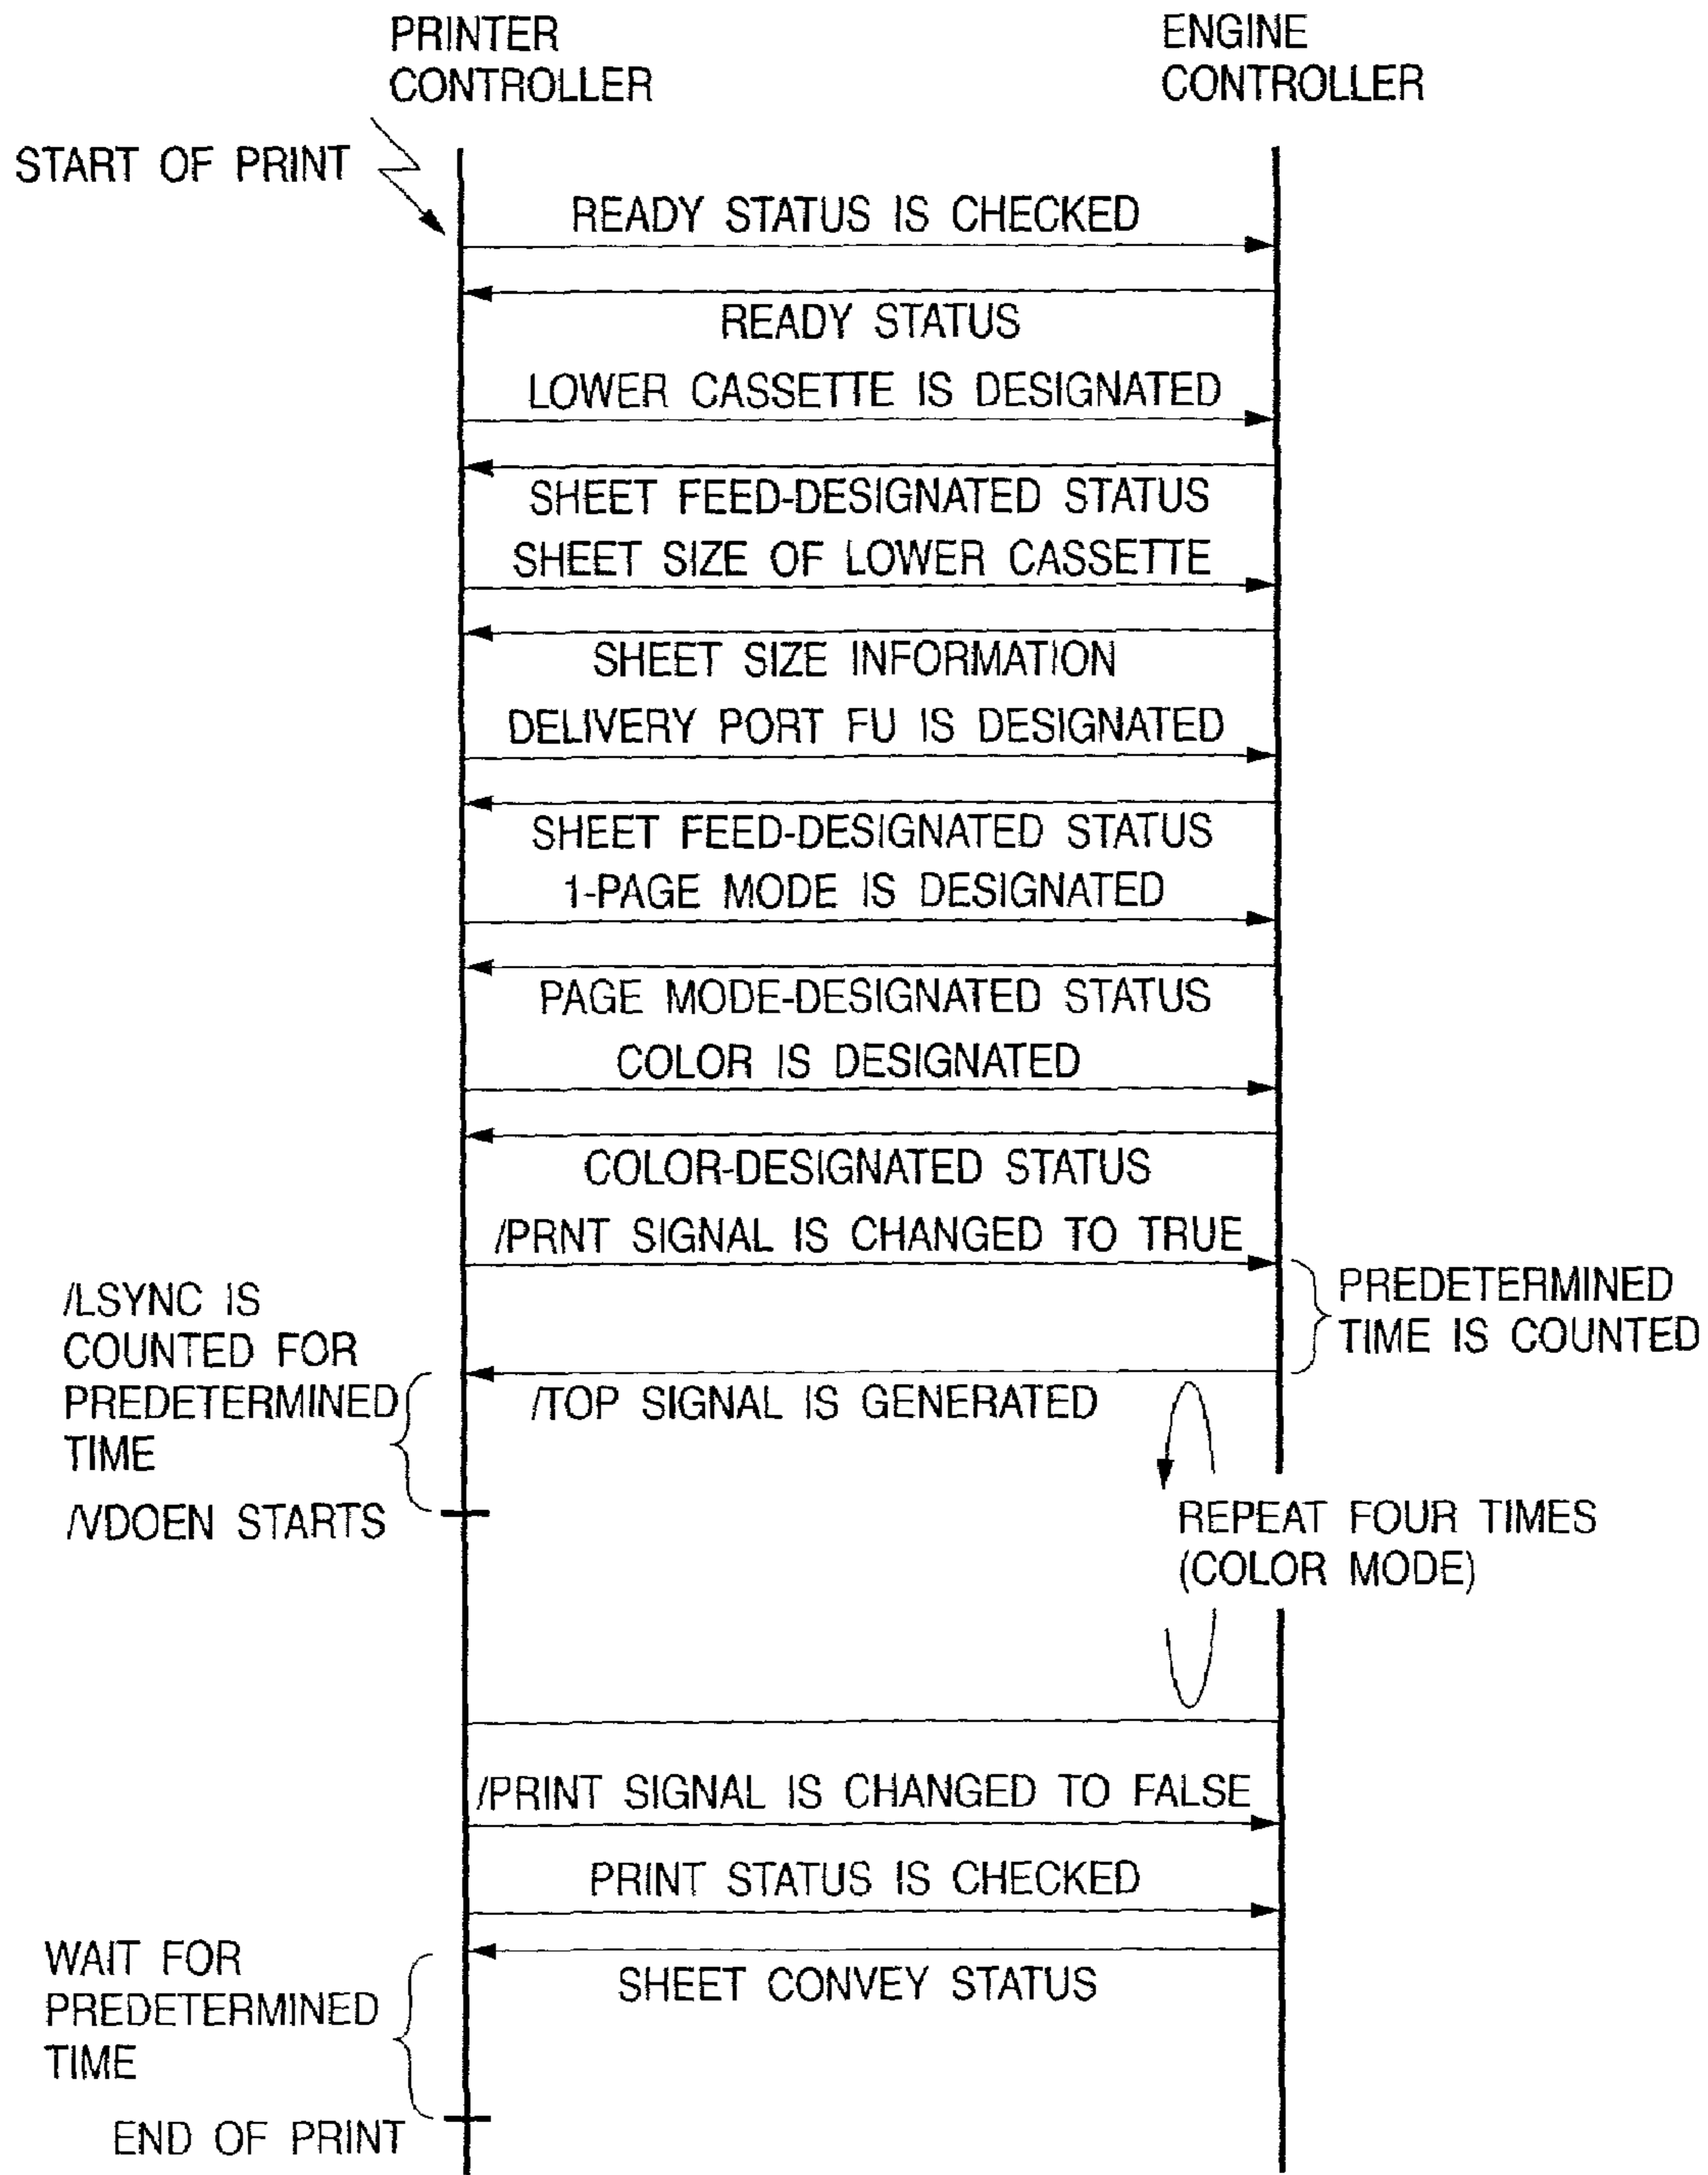 PRINTER
CONTROLLER
ENGINE
CONTROLLER
START OF PRINT
READY STATUS IS CHECKED
READY STATUS
LOWER CASSETTE IS DESIGNATED
SHEET FEED-DESIGNATED STATUS
SHEET SIZE OF LOWER CASSETTE
SHEET SIZE INFORMATION
DELIVERY PORT FU IS DESIGNATED
SHEET FEED-DESIGNATED STATUS
1-PAGE MODE IS DESIGNATED
PAGE MODE-DESIGNATED STATUS
COLOR IS DESIGNATED
COLOR-DESIGNATED STATUS
/PRNT SIGNAL IS CHANGED TO TRUE
PREDETERMINED
TIME IS COUNTED
/LSYNC IS
COUNTED FOR
PREDETERMINED
TIME
/TOP SIGNAL IS GENERATED
/VDOEN STARTS
REPEAT FOUR TIMES
(COLOR MODE)
/PRINT SIGNAL IS CHANGED TO FALSE
PRINT STATUS IS CHECKED
WAIT FOR
PREDETERMINED
TIME
SHEET CONVEY STATUS
END OF PRINT